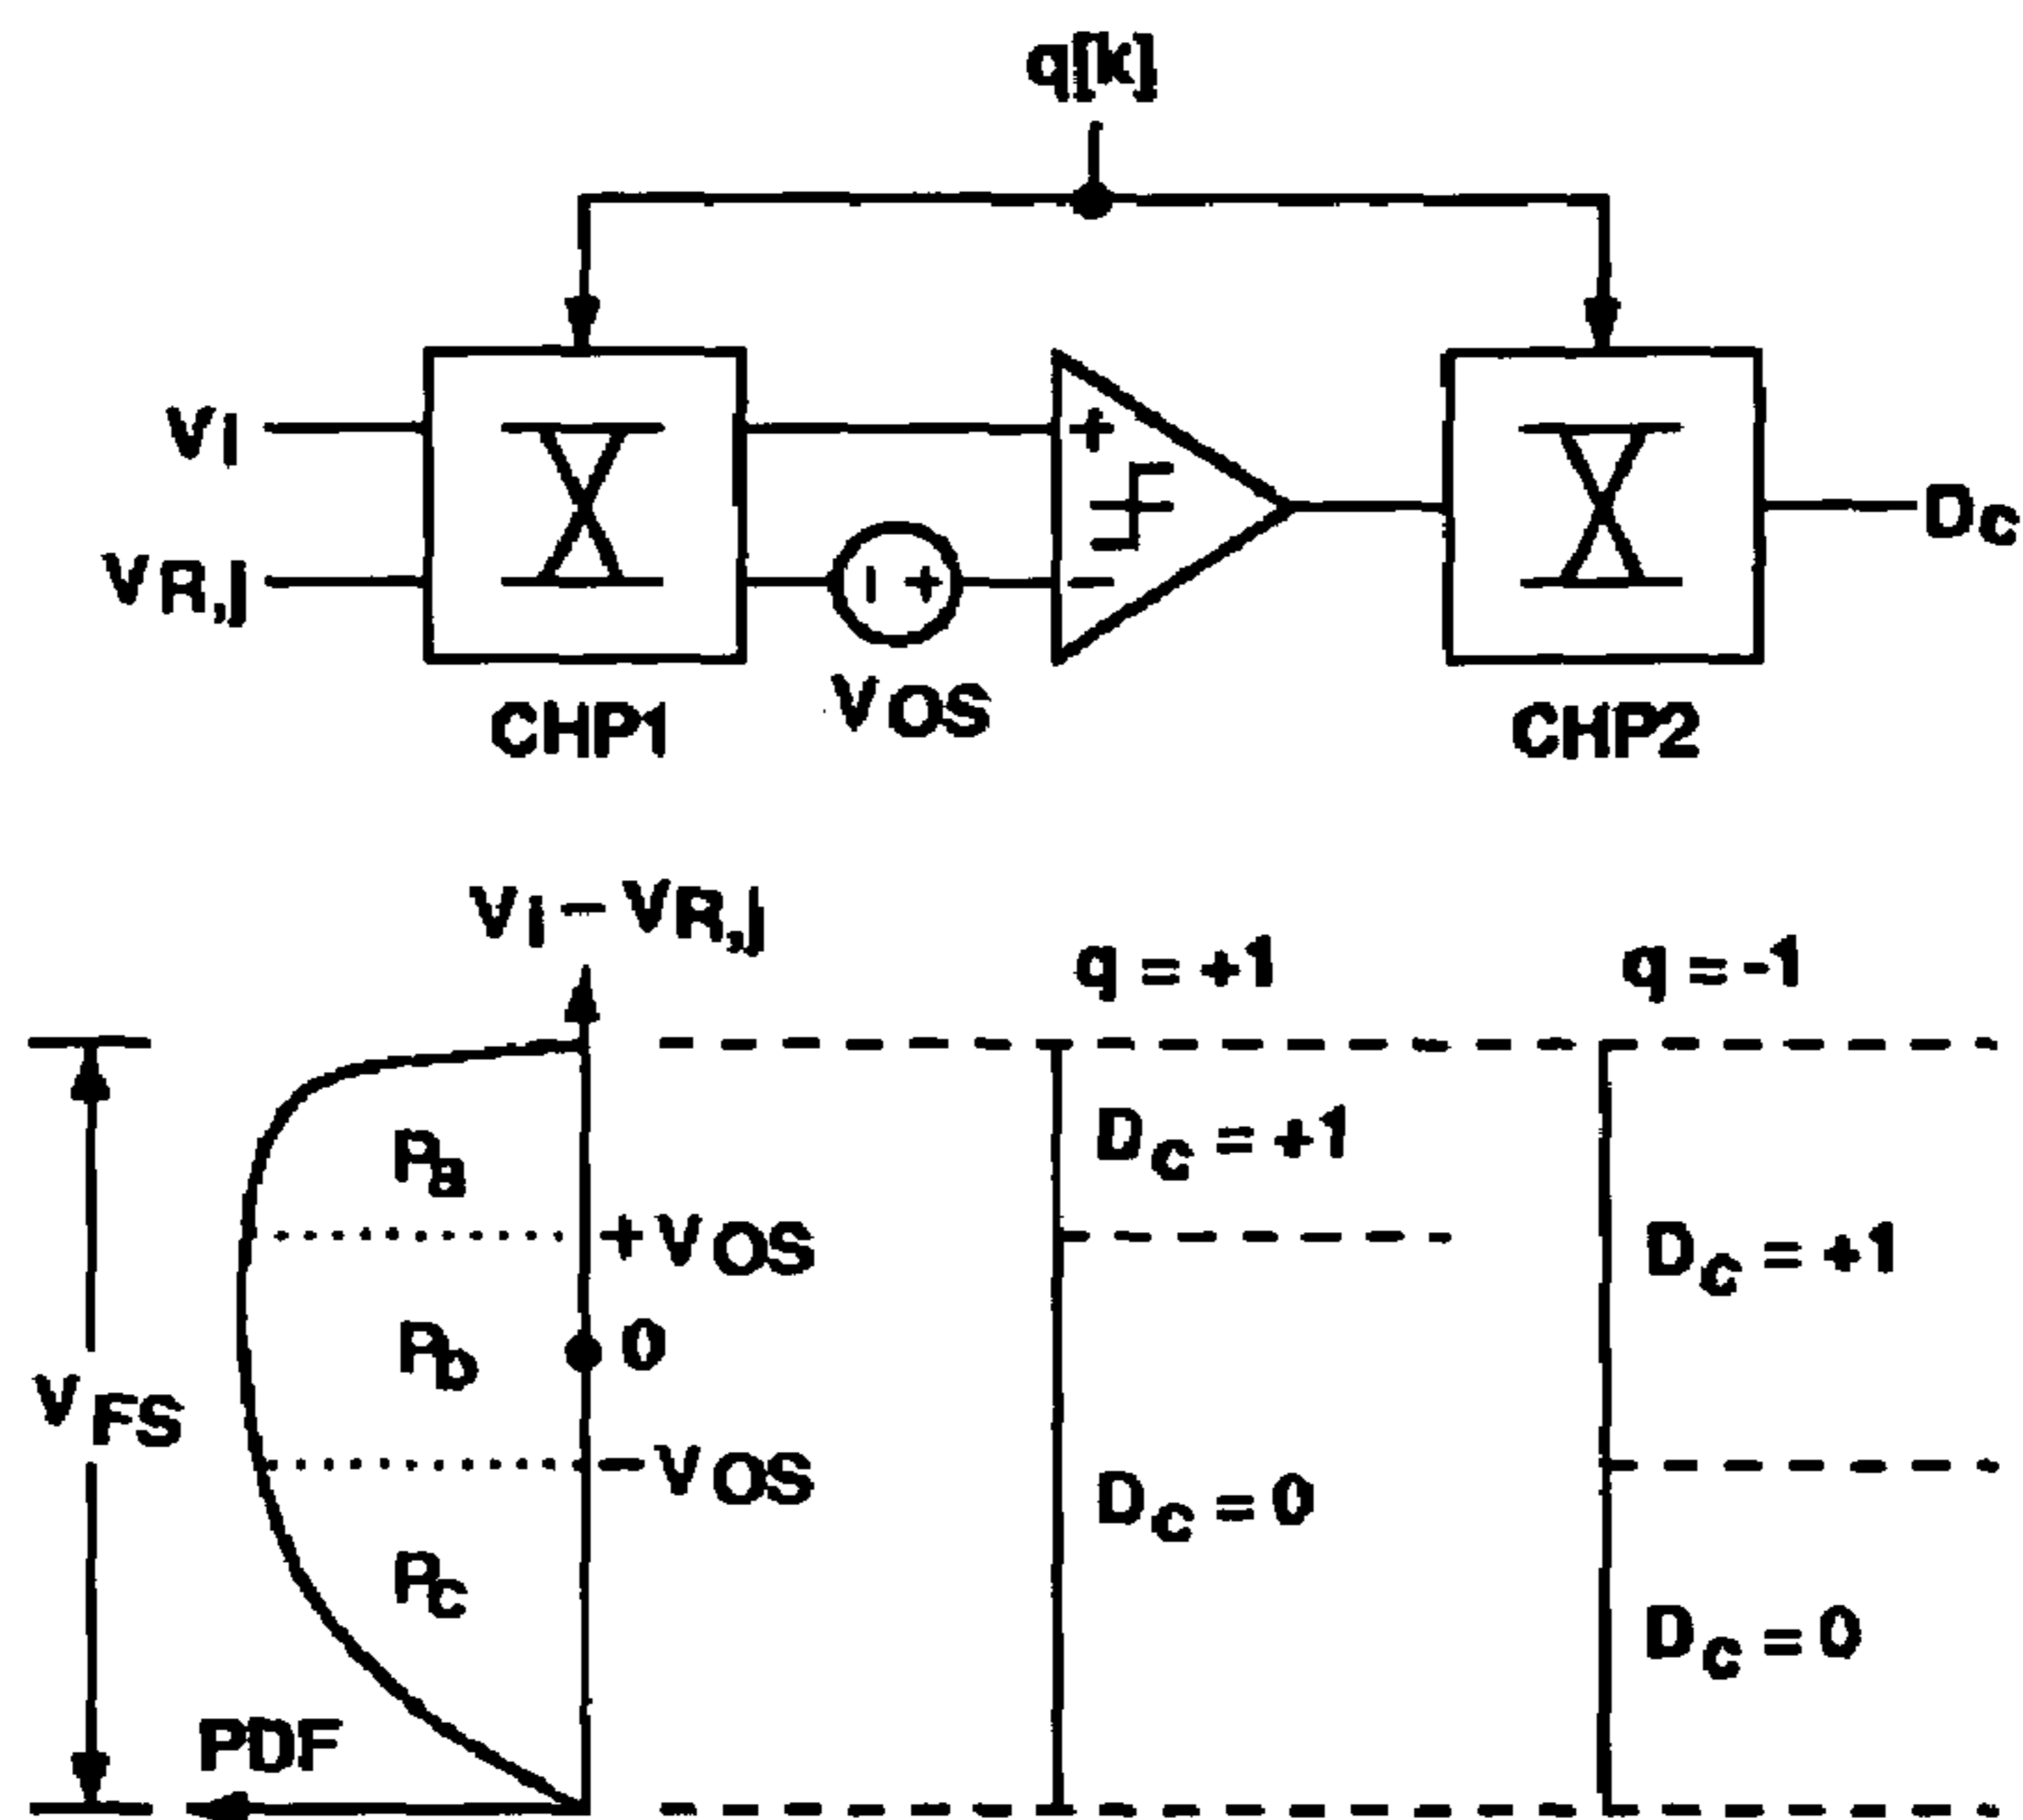 q[k]
Vi
VR,j
+
−
− +
VOS
Dc
CHP1
CHP2
Vi − VR,j
q = +1
q = -1
PB
Dc = +1
+VOS
Dc = +1
PD
0
VFS
−VOS
Dc = 0
PC
Dc = 0
PDF